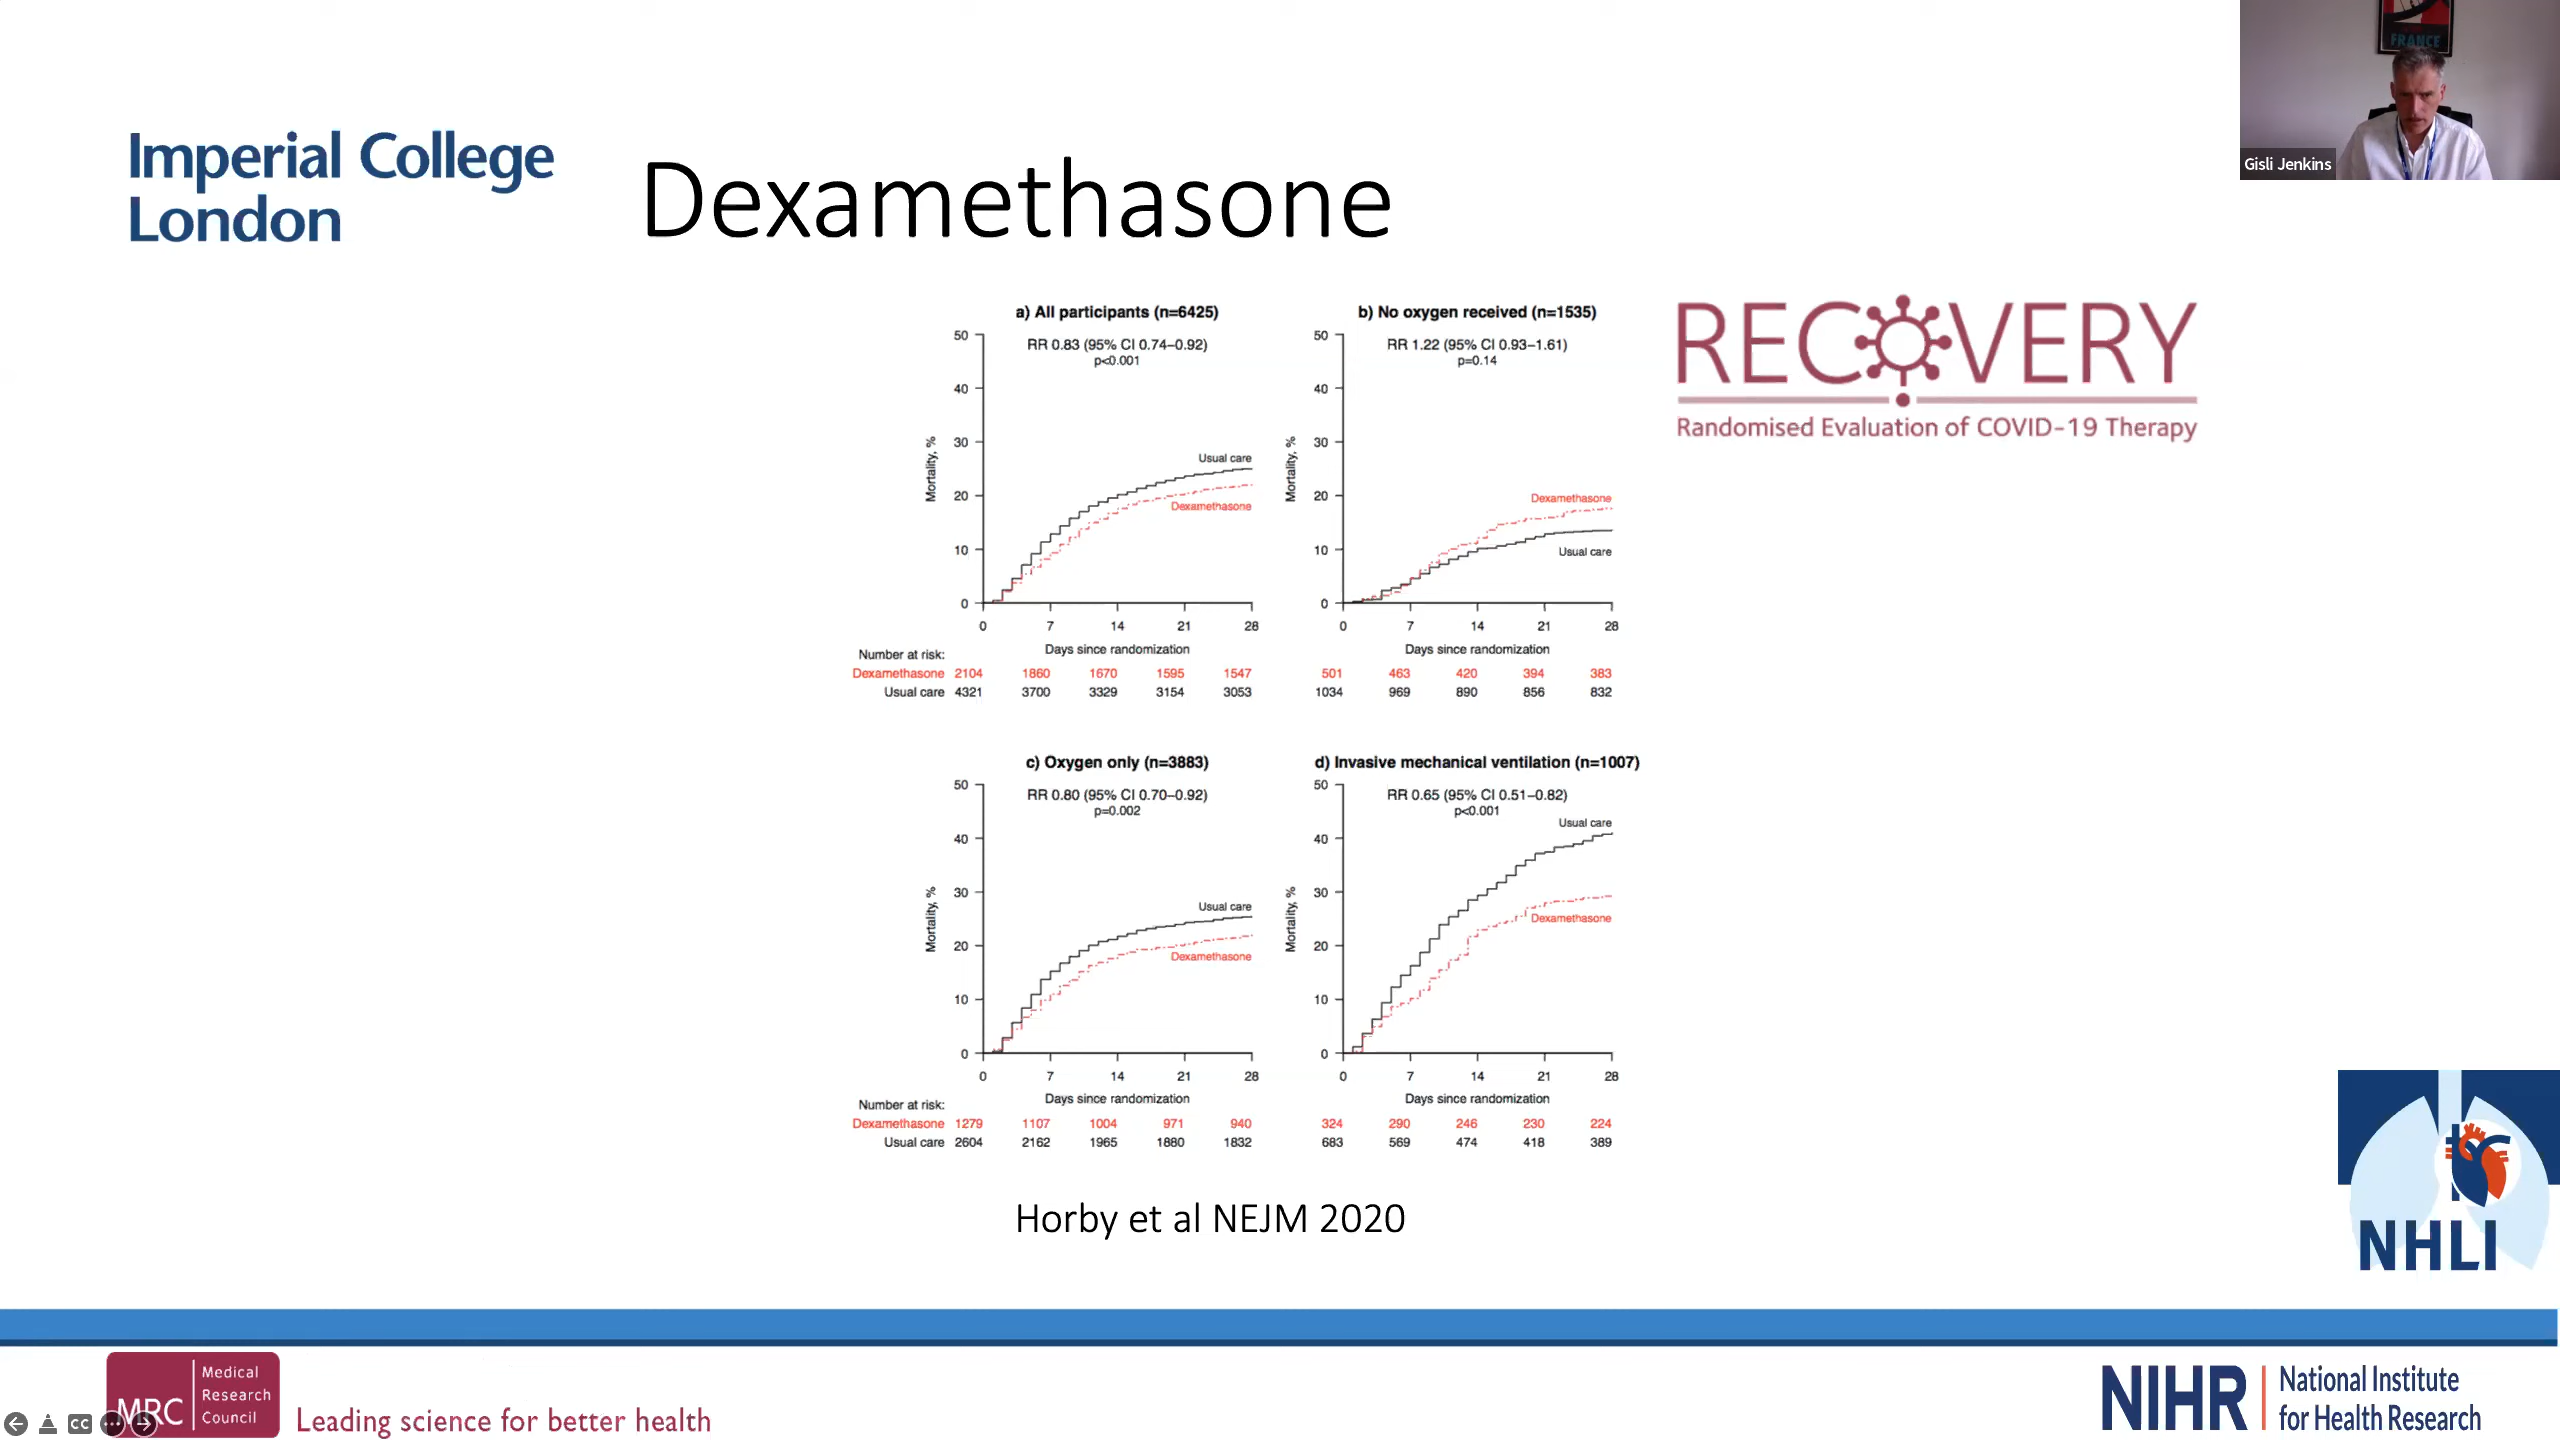 FRANCE
Gisli Jenkins
Imperial College
London
Dexamethasone
RECOVERY
Randomised Evaluation of COVID-19 Therapy
a) All participants (n=6425)
RR 0.83 (95% CI 0.74–0.92)
p<0.001
50
40
30
20
10
0
Mortality, %
Usual care
Dexamethasone
0 7 14 21 28
Days since randomization
Number at risk:
Dexamethasone 2104 1860 1670 1595 1547
Usual care 4321 3700 3329 3154 3053
b) No oxygen received (n=1535)
RR 1.22 (95% CI 0.93–1.61)
p=0.14
50
40
30
20
10
0
Mortality, %
Dexamethasone
Usual care
0 7 14 21 28
Days since randomization
501 463 420 394 383
1034 969 890 856 832
c) Oxygen only (n=3883)
RR 0.80 (95% CI 0.70–0.92)
p=0.002
50
40
30
20
10
0
Mortality, %
Usual care
Dexamethasone
0 7 14 21 28
Days since randomization
Number at risk:
Dexamethasone 1279 1107 1004 971 940
Usual care 2604 2162 1965 1880 1832
d) Invasive mechanical ventilation (n=1007)
RR 0.65 (95% CI 0.51–0.82)
p<0.001
50
40
30
20
10
0
Mortality, %
Usual care
Dexamethasone
0 7 14 21 28
Days since randomization
324 290 246 230 224
683 569 474 418 389
Horby et al NEJM 2020
NHLI
MRC
Medical
Research
Council
Leading science for better health
CC
NIHR
National Institute
for Health Research